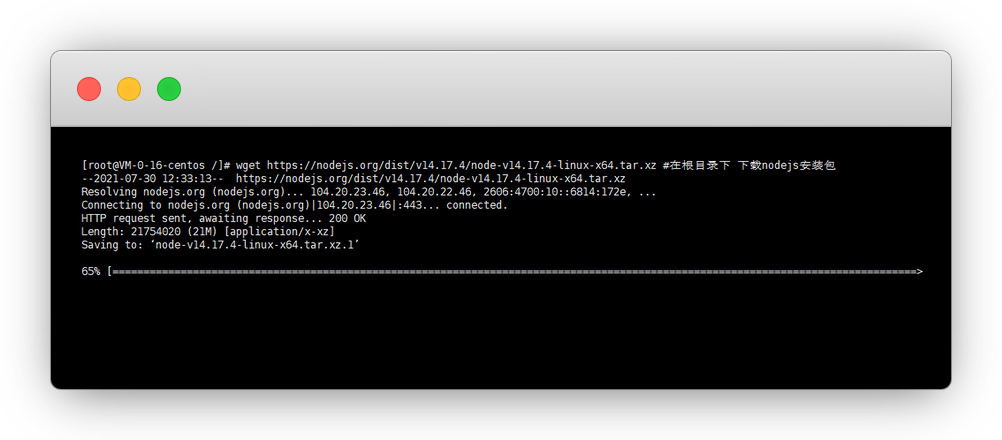 [root@VM-0-16-centos /]# wget https://nodejs.org/dist/v14.17.4/node-v14.17.4-linux-x64.tar.xz #在根目录下 下载nodejs安装包
--2021-07-30 12:33:13--  https://nodejs.org/dist/v14.17.4/node-v14.17.4-linux-x64.tar.xz
Resolving nodejs.org (nodejs.org)... 104.20.23.46, 104.20.22.46, 2606:4700:10::6814:172e, ...
Connecting to nodejs.org (nodejs.org)|104.20.23.46|:443... connected.
HTTP request sent, awaiting response... 200 OK
Length: 21754020 (21M) [application/x-xz]
Saving to: ‘node-v14.17.4-linux-x64.tar.xz.1’
65% [===================================================================================================================================>